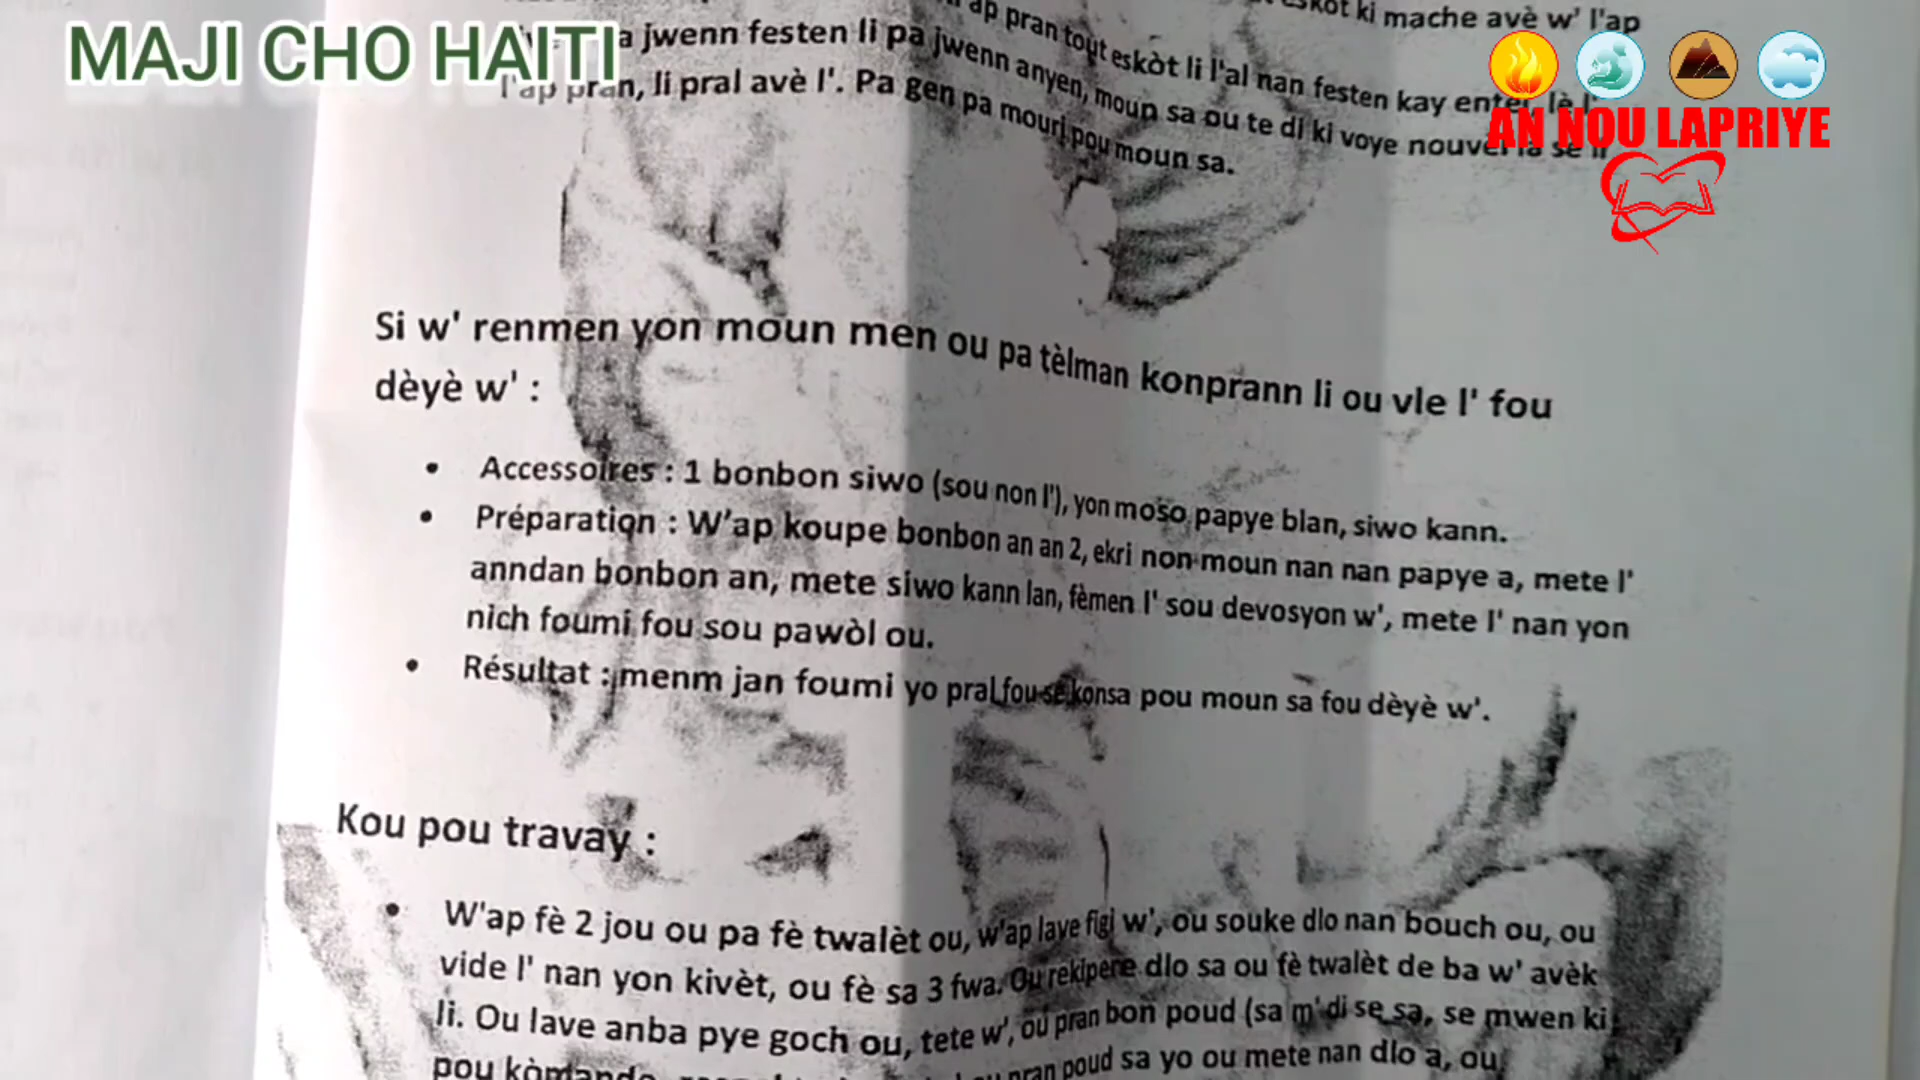 MAJI CHO HAITI
AN NOU LAPRIYE
ki mache avè w' l'ap
ap pran tout eskòt li l'al nan festen kay enter là
a jwenn festen li pa jwenn anyen, moun sa ou te di ki voye nouvel la se li
l'ap pran, li pral avè l'. Pa gen pa mouri pou moun sa.
Si w' renmen yon moun men ou pa tèlman konprann li ou vle l' fou
dèyè w' :
• Accessoires : 1 bonbon siwo (sou non l'), yon moso papye blan, siwo kann.
• Préparation : W'ap koupe bonbon an an 2, ekri non moun nan nan papye a, mete l'
anndan bonbon an, mete siwo kann lan, fèmen l' sou devosyon w', mete l' nan yon
nich foumi fou sou pawòl ou.
• Résultat : menm jan foumi yo pral fou se konsa pou moun sa fou dèyè w'.
Kou pou travay :
• W'ap fè 2 jou ou pa fè twalèt ou, w'ap lave figi w', ou souke dlo nan bouch ou, ou
vide l' nan yon kivèt, ou fè sa 3 fwa. Ou rekipere dlo sa ou fè twalèt de ba w' avèk
li. Ou lave anba pye goch ou, tete w', ou pran bon poud (sa m' di se sa, se mwen ki
pou kòmande, pran poud sa yo ou mete nan dlo a, ou